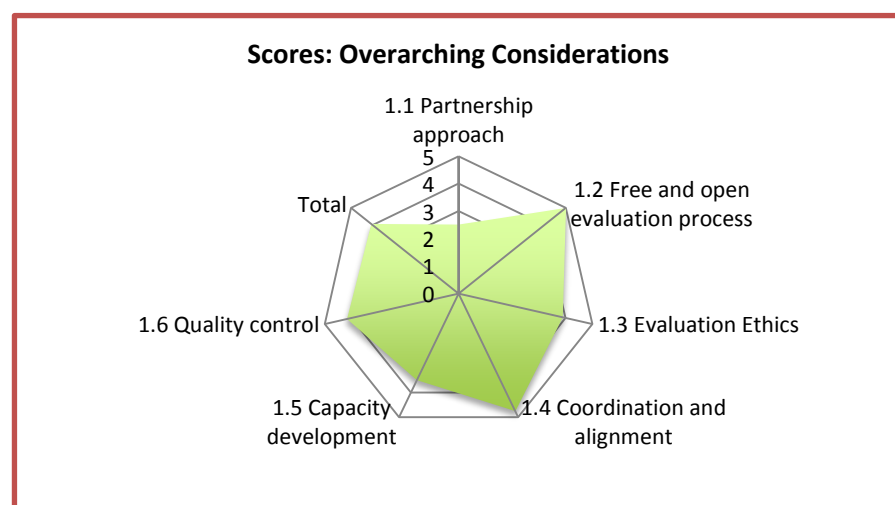 Scores: Overarching Considerations
1.1 Partnership
approach
5
4
3
2
1
0
1.2 Free and open
evaluation process
1.3 Evaluation Ethics
1.4 Coordination and
alignment
1.5 Capacity
development
1.6 Quality control
Total